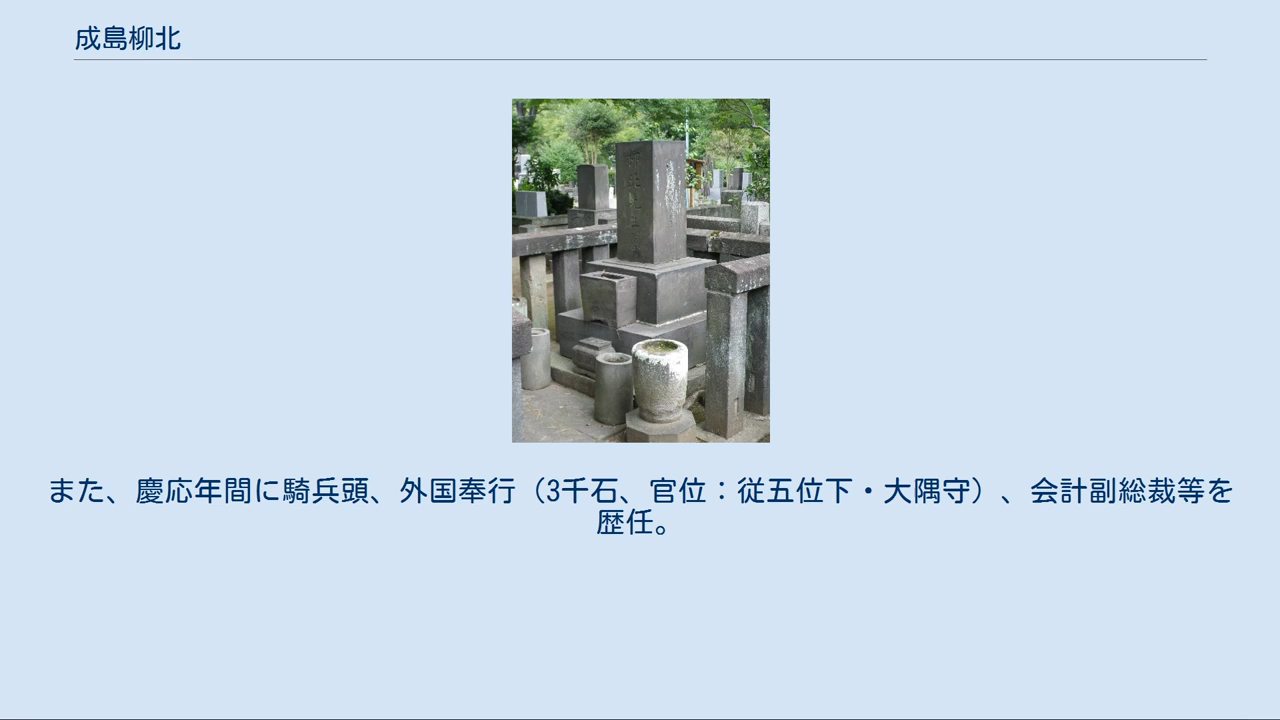 成島柳北
また、慶応年間に騎兵頭、外国奉行（3千石、官位：従五位下・大隅守）、会計副総裁等を
歴任。